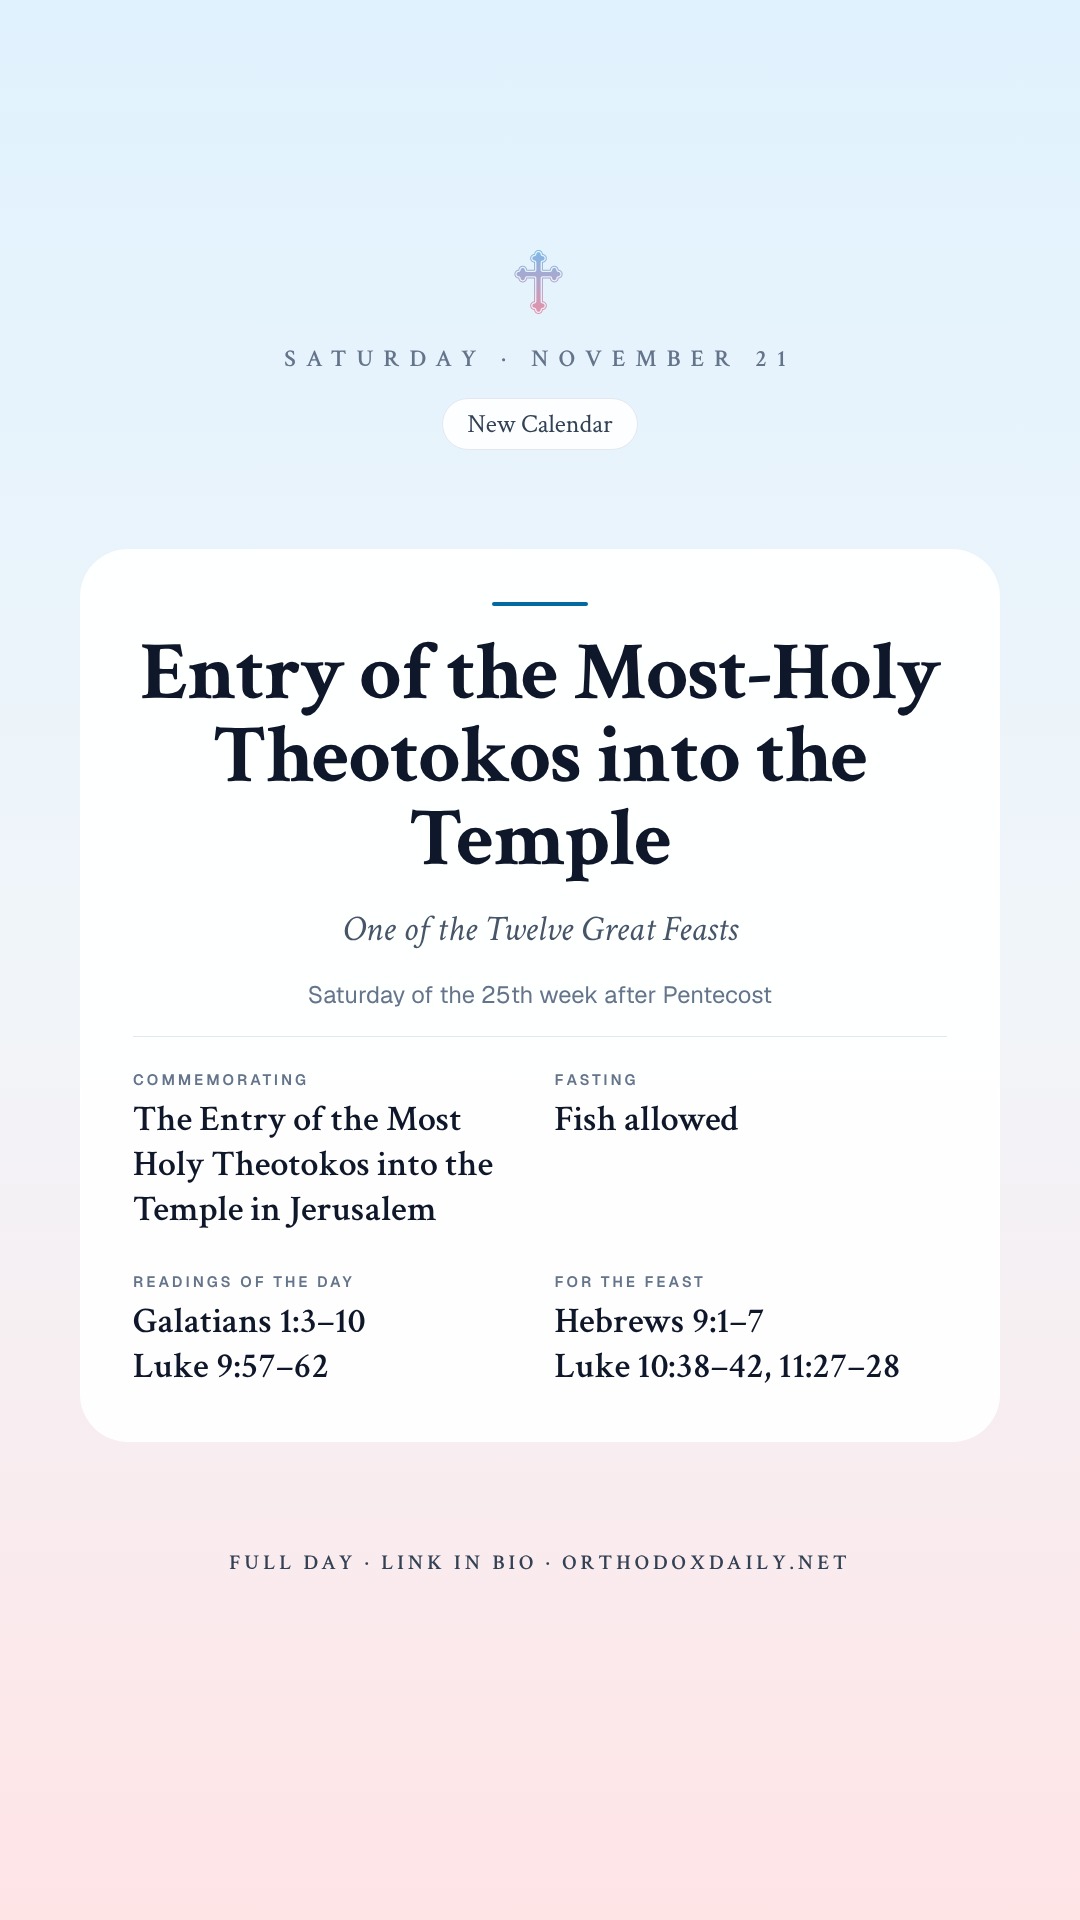 SATURDAY · NOVEMBER 21
New Calendar
Entry of the Most-Holy
Theotokos into the
Temple
One of the Twelve Great Feasts
Saturday of the 25th week after Pentecost
COMMEMORATING
The Entry of the Most
Holy Theotokos into the
Temple in Jerusalem
FASTING
Fish allowed
READINGS OF THE DAY
Galatians 1:3–10
Luke 9:57–62
FOR THE FEAST
Hebrews 9:1–7
Luke 10:38–42, 11:27–28
FULL DAY · LINK IN BIO · ORTHODOXDAILY.NET